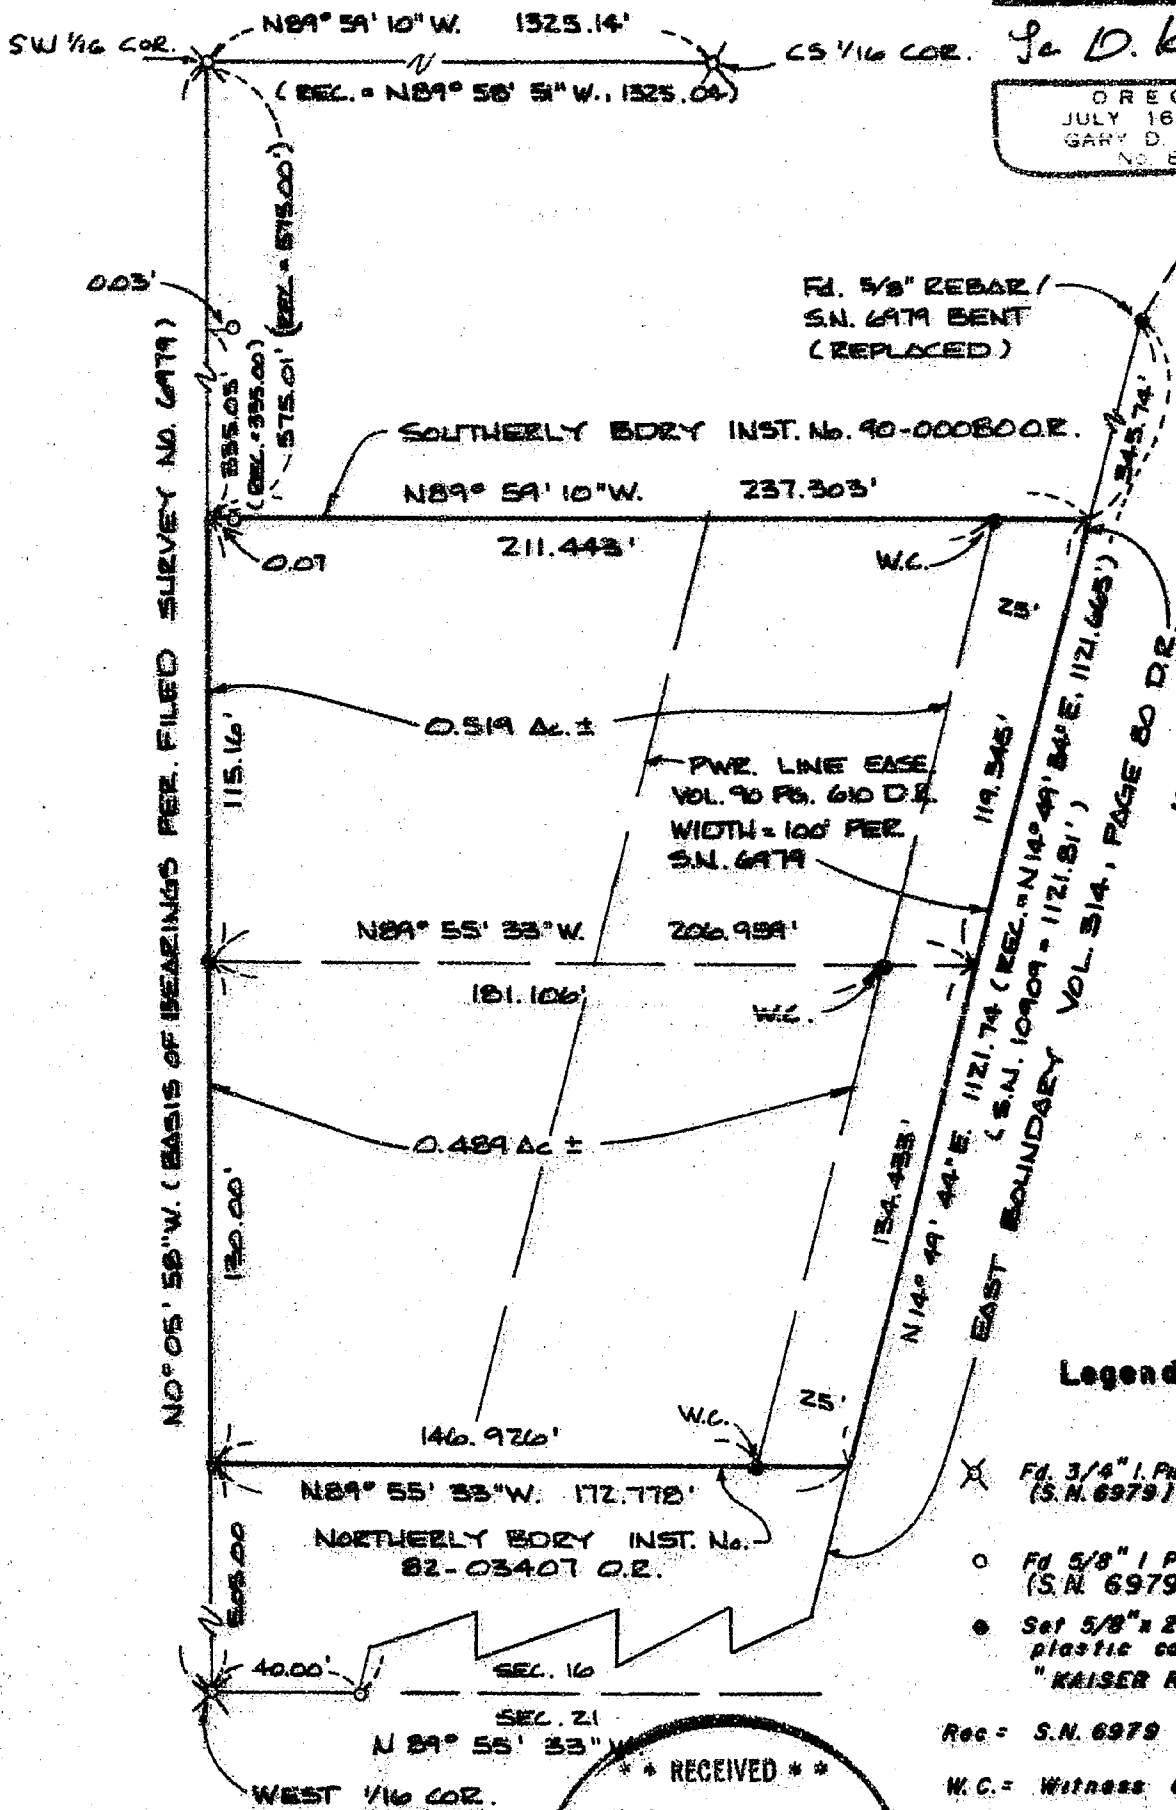 N89° 59' 10" W. 1325.14'
SW 1/16 COR.
CS 1/16 COR.
(REC. = N89° 58' 51" W., 1325.04)
OREG
JULY 16
GARY D.
No. 8
575.01' (REC. = 575.00')
0.03'
335.05'
(REC. = 335.00)
Fd. 5/8" REBAR /
S.N. 6979 BENT
(REPLACED)
345.74'
SOUTHERLY BDRY INST. No. 90-00080 O.R.
N89° 59' 10" W. 237.303'
211.443'
0.07
W.C.
25'
N0° 05' 58" W. (BASIS OF BEARINGS PER. FILED SURVEY NO. 6979)
115.16'
0.519 Ac. ±
119.345'
PWR. LINE EASE.
VOL. 90 PG. 610 D.R.
WIDTH = 100' PER
S.N. 6979
N89° 55' 33" W. 206.959'
181.106'
W.C.
N 14° 49' 44" E. 1121.74 (REC. = N 14° 49' 34" E. 1121.665')
(S.N. 10909 = 1121.81')
EAST BOUNDARY VOL. 314, PAGE 80 D.R.
0.489 Ac ±
130.00'
134.433'
25'
W.C.
146.926'
N89° 55' 33" W. 172.778'
NORTHERLY BDRY INST. No.
82-03407 O.R.
505.00
40.00'
SEC. 16
SEC. 21
N 89° 55' 33" W.
WEST 1/16 COR.
* * RECEIVED * *
Legend
Fd. 3/4" I. P
(S.N. 6979)
Fd 5/8" I P
(S.N. 6979
Set 5/8" x 2
plastic ca
"KAISER R
Rec = S.N. 6979
W.C. = Witness